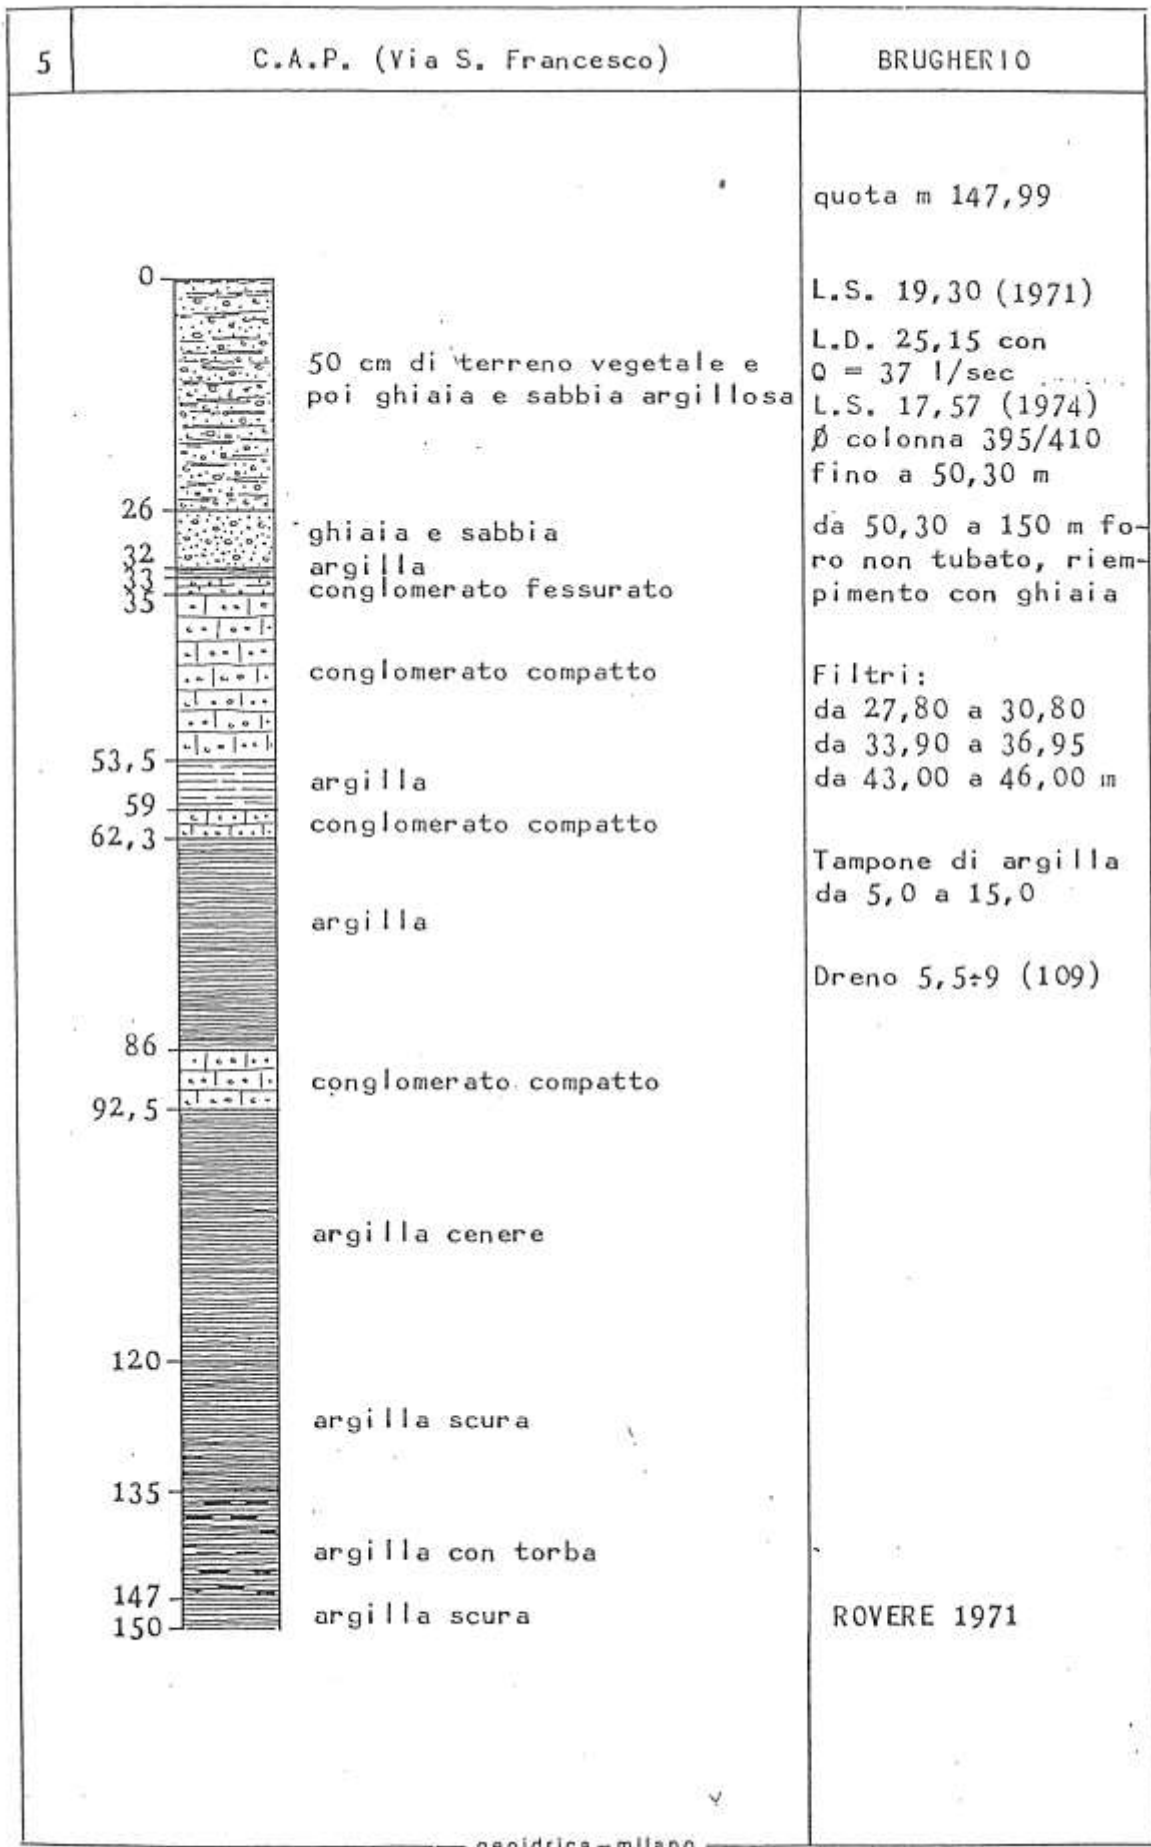 5
C.A.P. (Via S. Francesco)
BRUGHERIO
quota m 147,99
0
L.S. 19,30 (1971)
L.D. 25,15 con
Q = 37 l/sec
50 cm di terreno vegetale e
poi ghiaia e sabbia argillosa
L.S. 17,57 (1974)
Ø colonna 395/410
fino a 50,30 m
26
ghiaia e sabbia
da 50,30 a 150 m fo-
ro non tubato, riem-
pimento con ghiaia
32
argilla
33
conglomerato fessurato
35
conglomerato compatto
Filtri:
da 27,80 a 30,80
da 33,90 a 36,95
da 43,00 a 46,00 m
53,5
argilla
59
conglomerato compatto
62,3
Tampone di argilla
da 5,0 a 15,0
argilla
Dreno 5,5÷9 (109)
86
conglomerato compatto
92,5
argilla cenere
120
argilla scura
135
argilla con torba
147
argilla scura
150
ROVERE 1971
geoidrica - milano